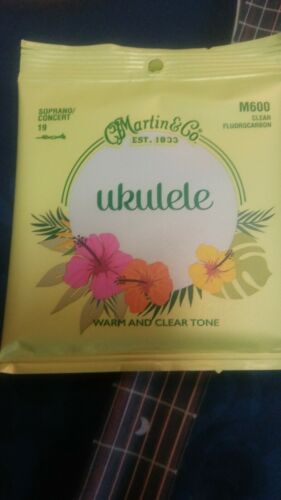 SOPRANO/
CONCERT
19
M600
CLEAR
FLUOROCARBON
Martin & Co
EST. 1833
ukulele
WARM AND CLEAR TONE